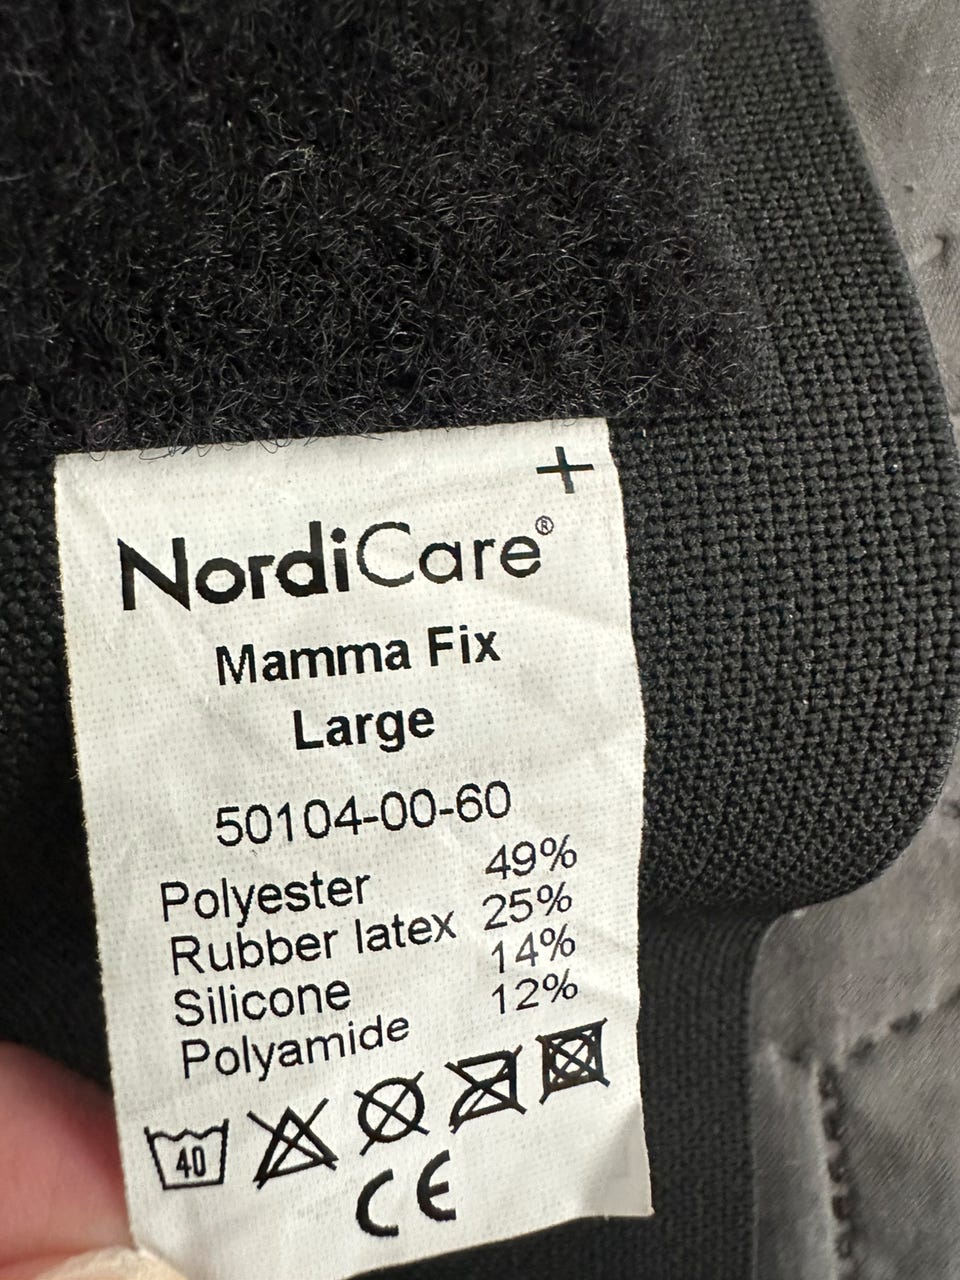 NordiCare®
Mamma Fix
Large
50104-00-60
Polyester 49%
Rubber latex 25%
Silicone 14%
Polyamide 12%
40
CE